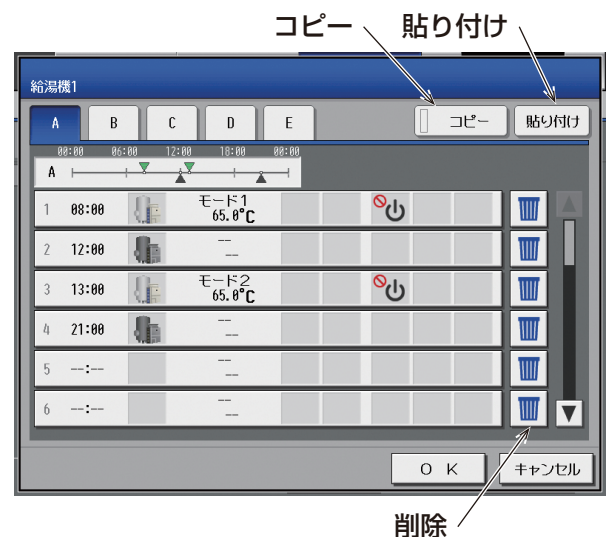 コピー 貼り付け
給湯機1
A B C D E コピー 貼り付け
00:00 06:00 12:00 18:00 00:00
A
1 08:00 モード1 65.0°C
2 12:00 -- --
3 13:00 モード2 65.0°C
4 21:00 -- --
5 --:-- -- --
6 --:-- -- --
OK キャンセル
削除